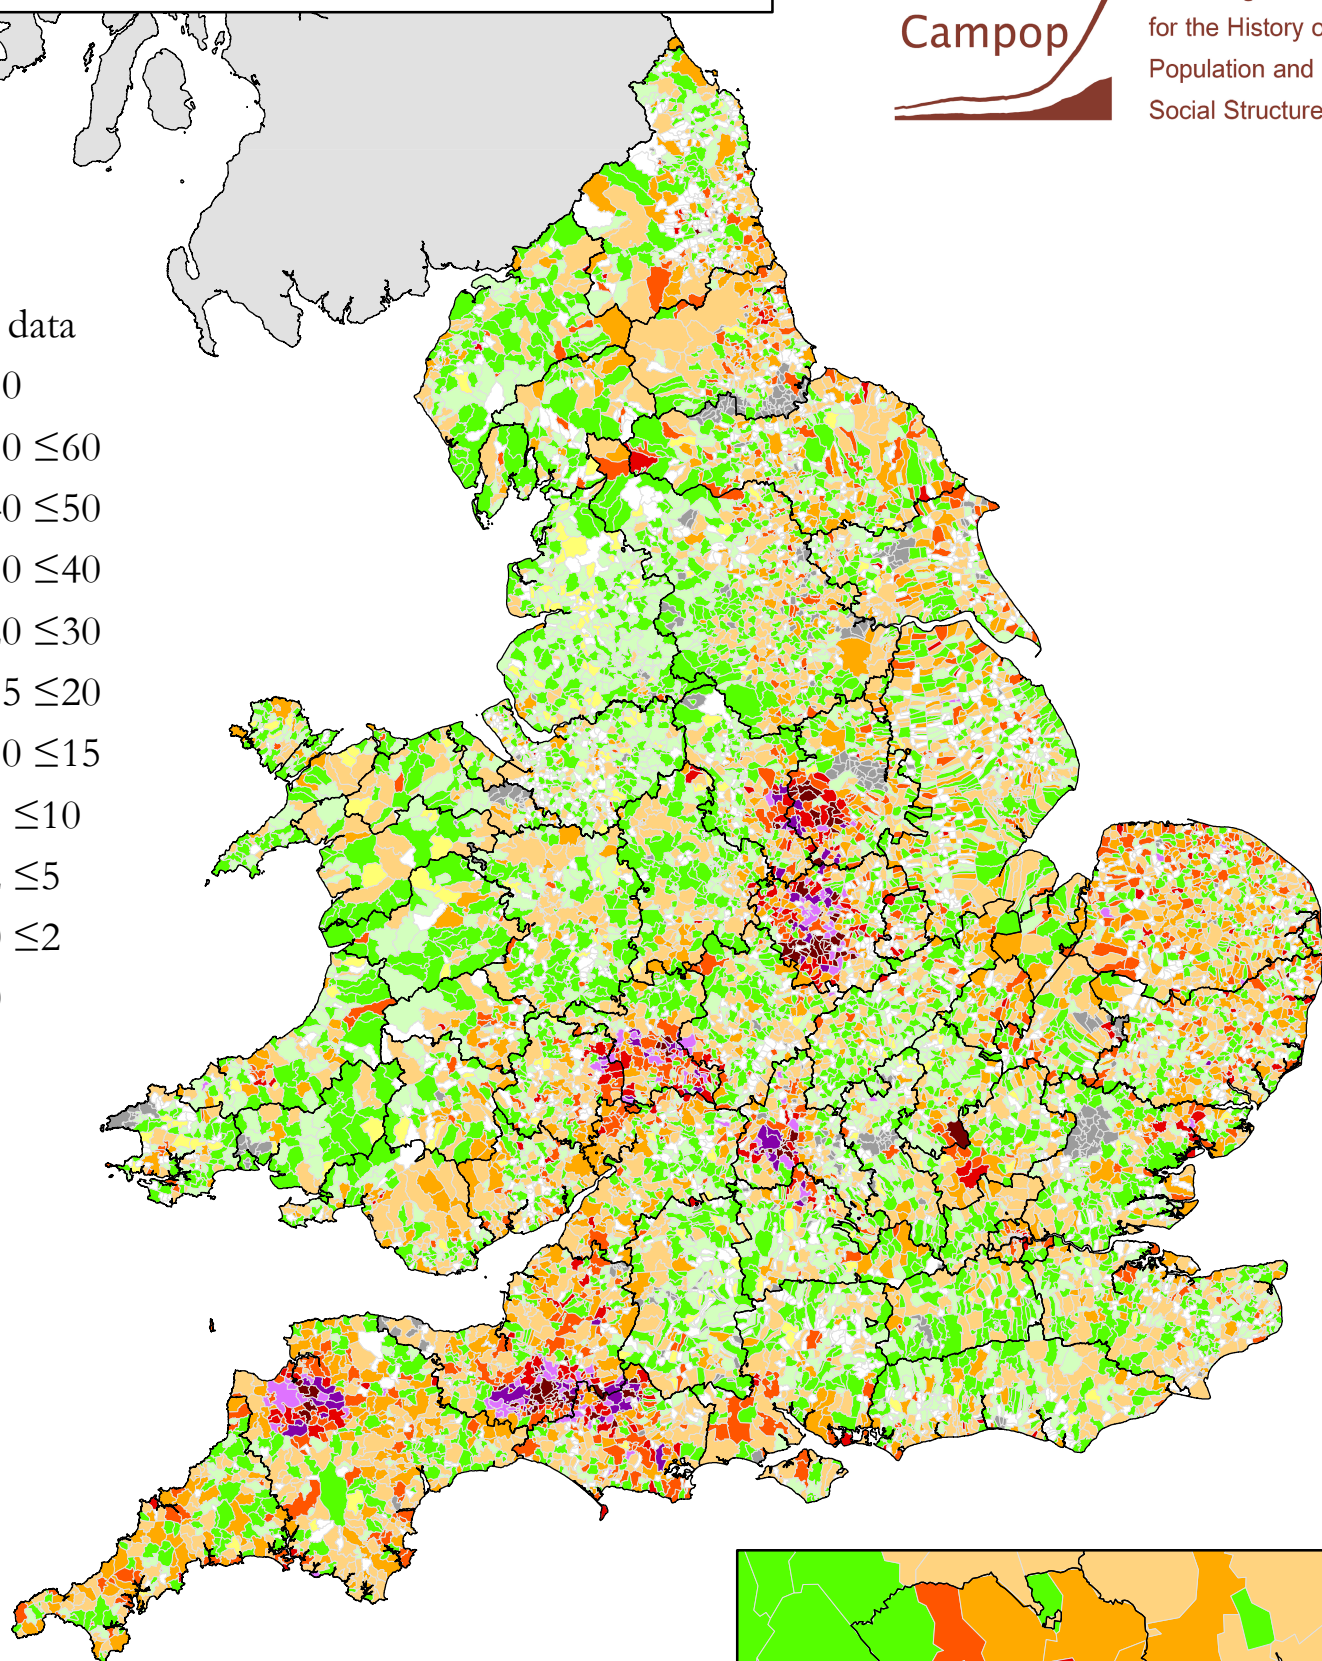 Campop
for the History o
Population and
Social Structure
data
0
0 ≤60
0 ≤50
0 ≤40
0 ≤30
5 ≤20
0 ≤15
≤10
≤5
≤2